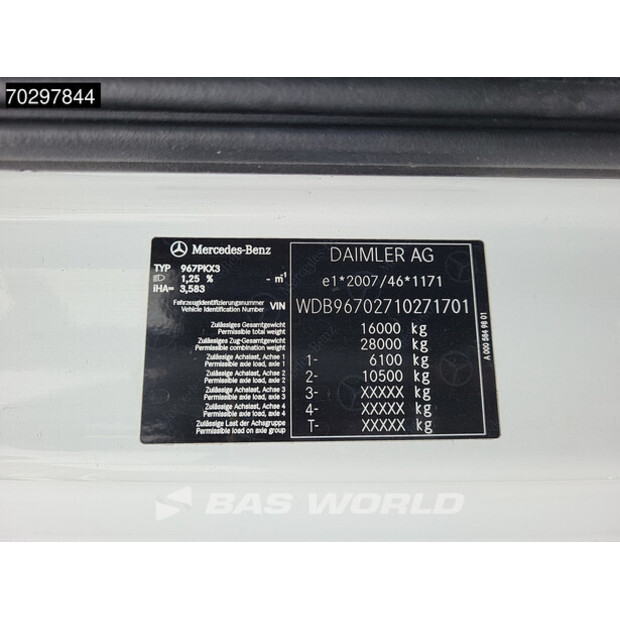 70297844
Mercedes-Benz
DAIMLER AG
TYP 967PKX3
1,25 % - m⁻¹
iHA= 3,583
e1*2007/46*1171
Fahrzeugidentifizierungsnummer
Vehicle Identification Number VIN
WDB96702710271701
Zulässiges Gesamtgewicht
Permissible total weight
16000 kg
Zulässiges Zug-Gesamtgewicht
Permissible combination weight
28000 kg
Zulässige Achslast, Achse 1
Permissible axle load, axle 1
1- 6100 kg
Zulässige Achslast, Achse 2
Permissible axle load, axle 2
2- 10500 kg
Zulässige Achslast, Achse 3
Permissible axle load, axle 3
3- XXXXX kg
Zulässige Achslast, Achse 4
Permissible axle load, axle 4
4- XXXXX kg
Zulässige Last der Achsgruppe
Permissible load on axle group
T- XXXXX kg
A 000 584 98 01
BAS WORLD